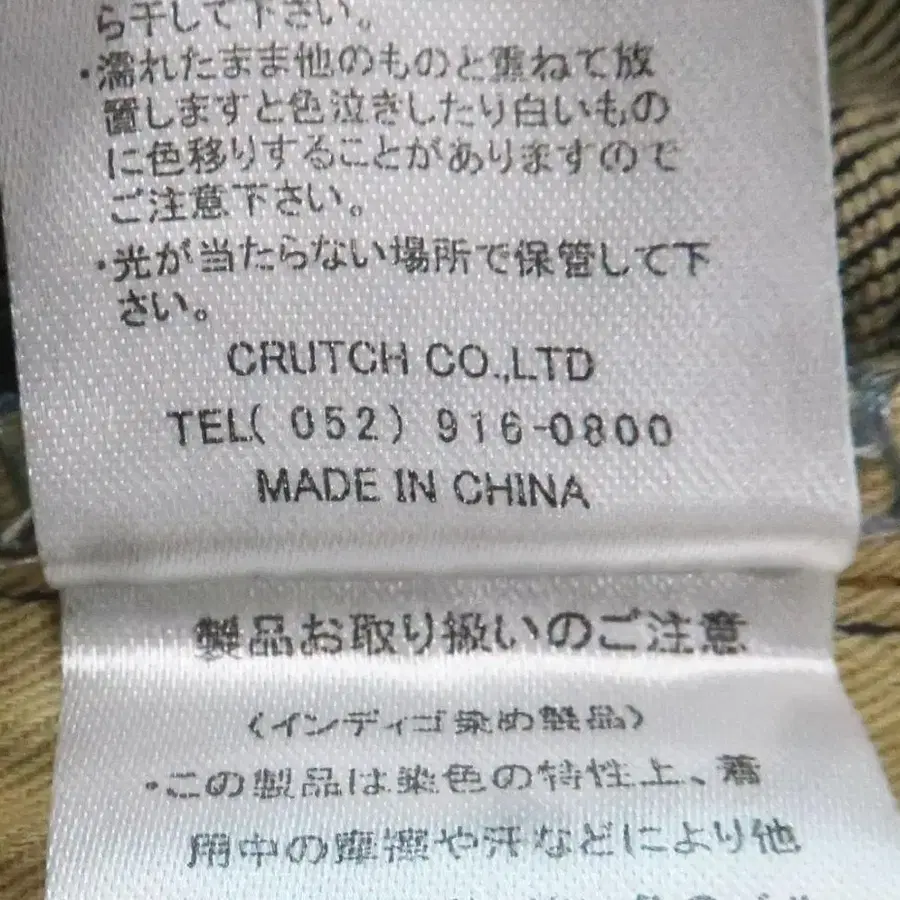 ら干して下さい。
・濡れたまま他のものと重ねて放
置しますと色泣きしたり白いもの
に色移りすることがありますので
ご注意下さい。
・光が当たらない場所で保管して下
さい。
CRUTCH CO.,LTD
TEL( 052) 916-0800
MADE IN CHINA
製品お取り扱いのご注意
〈インディゴ染め製品〉
・この製品は染色の特性上、着
用中の摩擦や汗などにより他